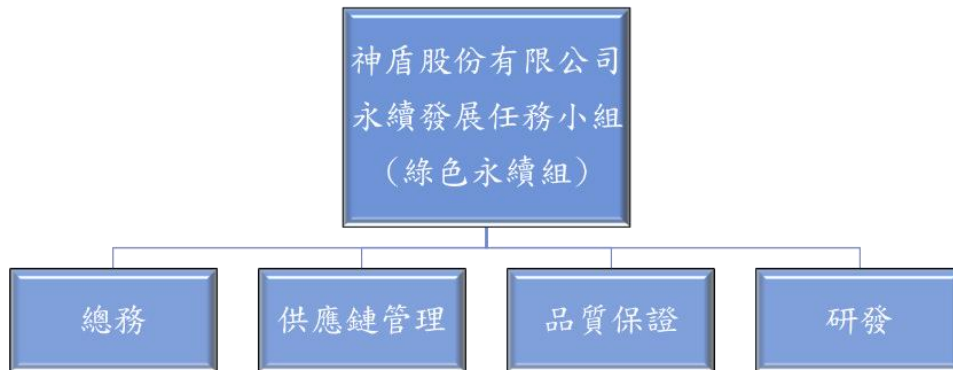 神盾股份有限公司
永續發展任務小組
（綠色永續組）
總務
供應鏈管理
品質保證
研發